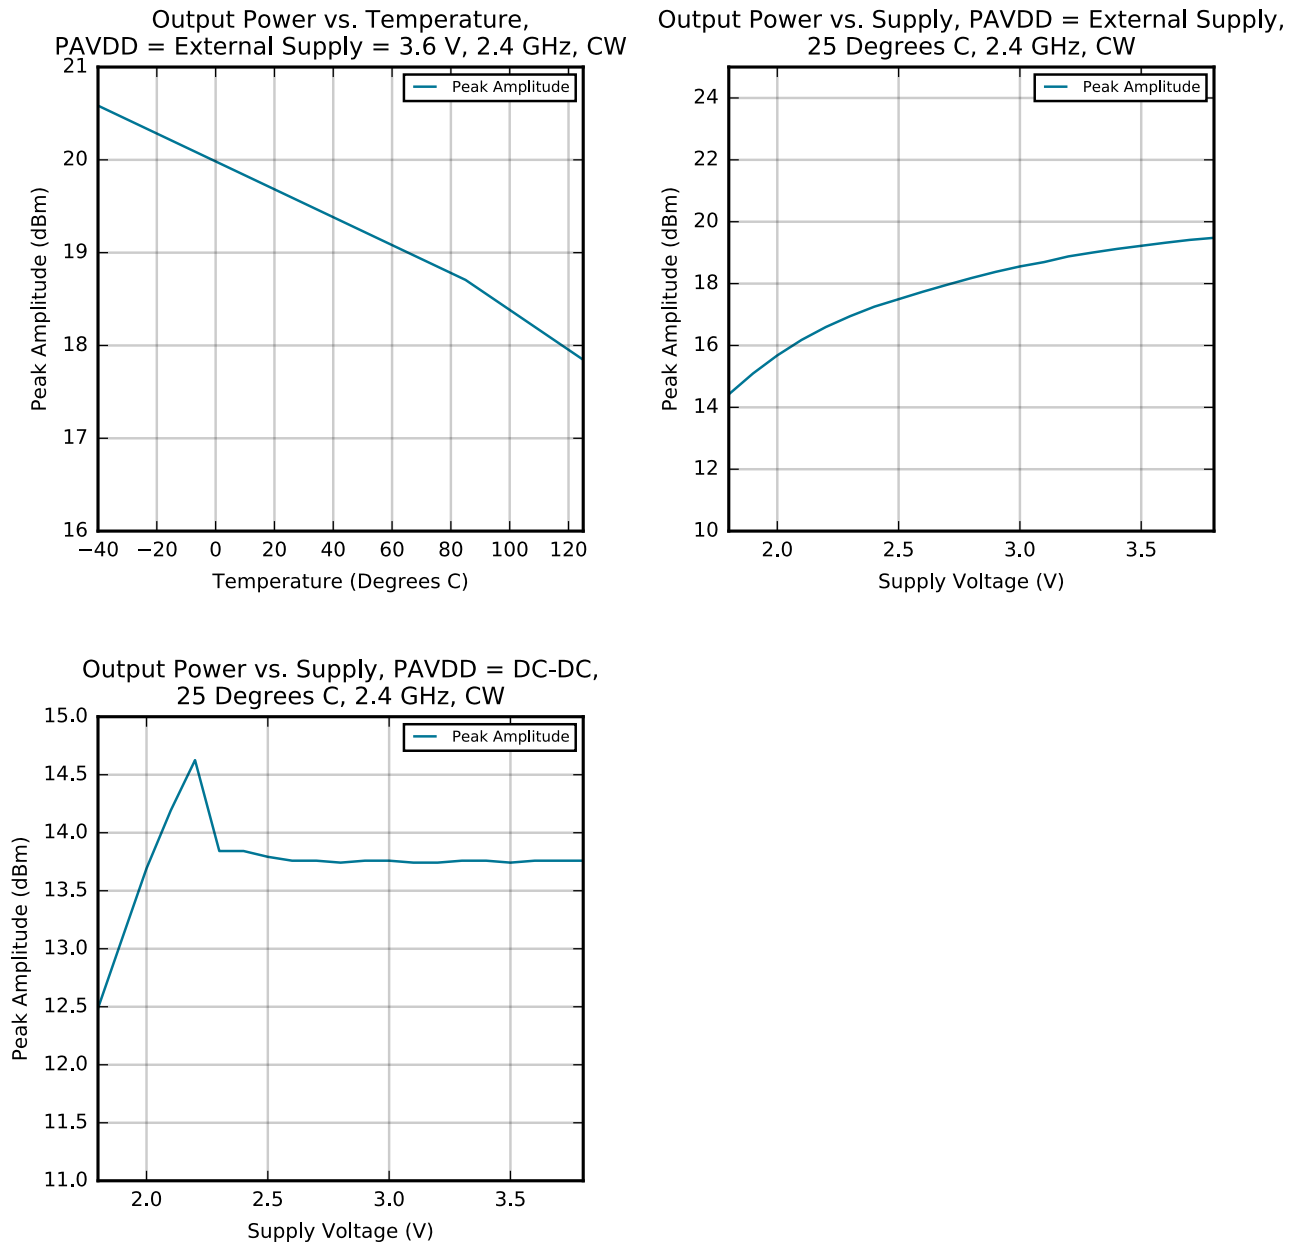 Output Power vs. Temperature,
PAVDD = External Supply = 3.6 V, 2.4 GHz, CW
Peak Amplitude
21
20
19
18
17
16
Peak Amplitude (dBm)
−40 −20 0 20 40 60 80 100 120
Temperature (Degrees C)
Output Power vs. Supply, PAVDD = External Supply,
25 Degrees C, 2.4 GHz, CW
Peak Amplitude
24
22
20
18
16
14
12
10
Peak Amplitude (dBm)
2.0 2.5 3.0 3.5
Supply Voltage (V)
Output Power vs. Supply, PAVDD = DC-DC,
25 Degrees C, 2.4 GHz, CW
Peak Amplitude
15.0
14.5
14.0
13.5
13.0
12.5
12.0
11.5
11.0
Peak Amplitude (dBm)
2.0 2.5 3.0 3.5
Supply Voltage (V)